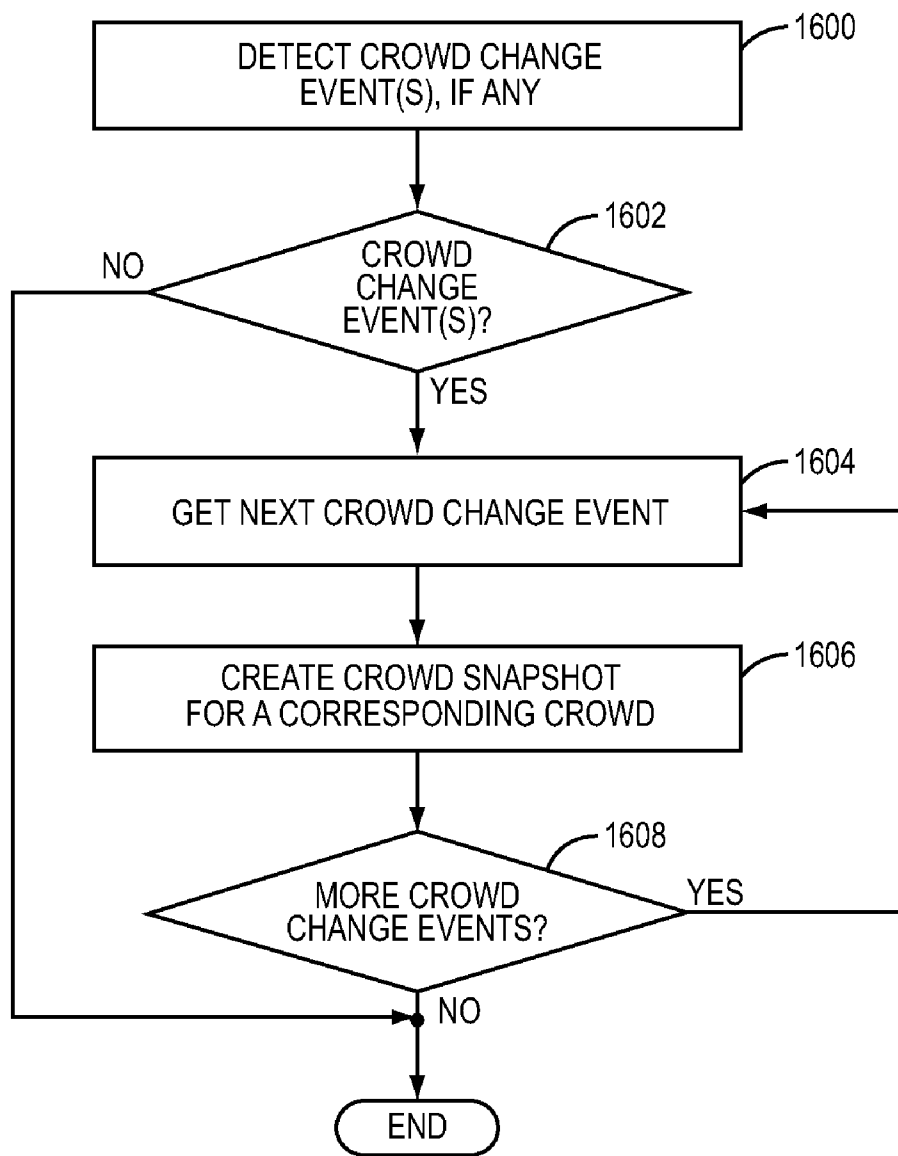 1600
DETECT CROWD CHANGE
EVENT(S), IF ANY
1602
CROWD
CHANGE
EVENT(S)?
NO
YES
1604
GET NEXT CROWD CHANGE EVENT
1606
CREATE CROWD SNAPSHOT
FOR A CORRESPONDING CROWD
1608
MORE CROWD
CHANGE EVENTS?
YES
NO
END